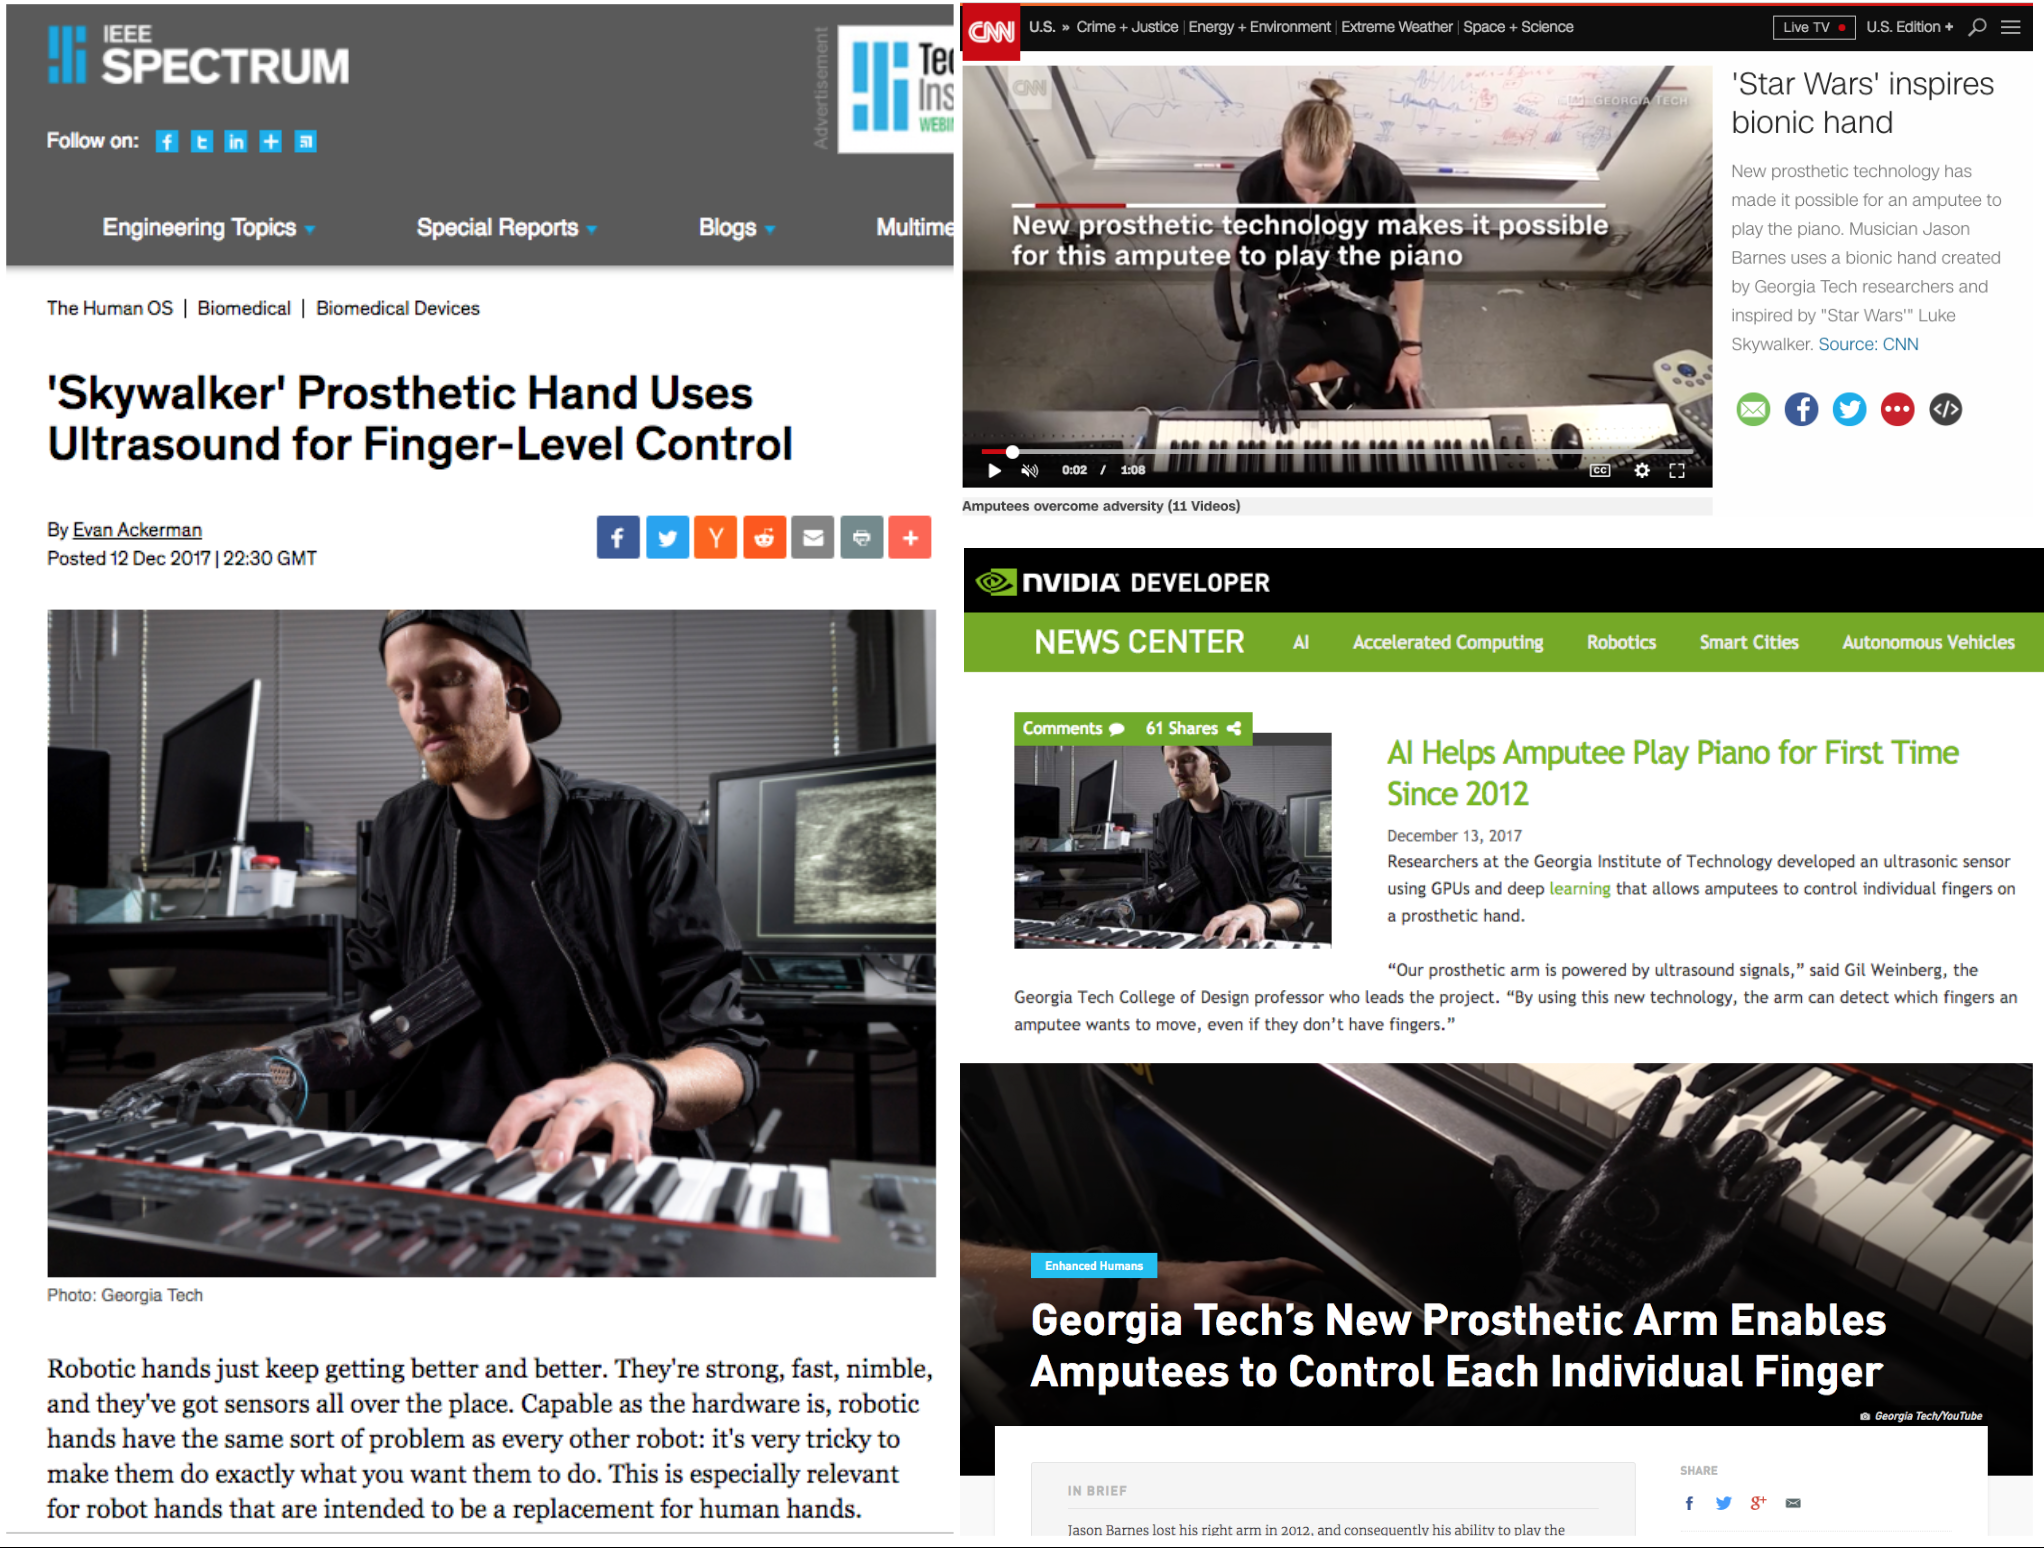 IEEE
SPECTRUM
Advertisement
Follow on:
Engineering Topics
Special Reports
Blogs
The Human OS | Biomedical | Biomedical Devices
'Skywalker' Prosthetic Hand Uses
Ultrasound for Finger-Level Control
By Evan Ackerman
Posted 12 Dec 2017 | 22:30 GMT
Photo: Georgia Tech
Robotic hands just keep getting better and better. They're strong, fast, nimble,
and they've got sensors all over the place. Capable as the hardware is, robotic
hands have the same sort of problem as every other robot: it's very tricky to
make them do exactly what you want them to do. This is especially relevant
for robot hands that are intended to be a replacement for human hands.
CNN
U.S. » Crime + Justice | Energy + Environment | Extreme Weather | Space + Science
Live TV
U.S. Edition +
CNN
GEORGIA TECH
New prosthetic technology makes it possible
for this amputee to play the piano
0:02 / 1:08
CC
Amputees overcome adversity (11 Videos)
'Star Wars' inspires
bionic hand
New prosthetic technology has
made it possible for an amputee to
play the piano. Musician Jason
Barnes uses a bionic hand created
by Georgia Tech researchers and
inspired by "Star Wars'" Luke
Skywalker. Source: CNN
NVIDIA DEVELOPER
NEWS CENTER
AI
Accelerated Computing
Robotics
Smart Cities
Autonomous Vehicles
Comments
61 Shares
AI Helps Amputee Play Piano for First Time
Since 2012
December 13, 2017
Researchers at the Georgia Institute of Technology developed an ultrasonic sensor
using GPUs and deep learning that allows amputees to control individual fingers on
a prosthetic hand.
“Our prosthetic arm is powered by ultrasound signals,” said Gil Weinberg, the
Georgia Tech College of Design professor who leads the project. “By using this new technology, the arm can detect which fingers an
amputee wants to move, even if they don’t have fingers.”
Enhanced Humans
Georgia Tech’s New Prosthetic Arm Enables
Amputees to Control Each Individual Finger
Georgia Tech/YouTube
IN BRIEF
Jason Barnes lost his right arm in 2012, and consequently his ability to play the
SHARE